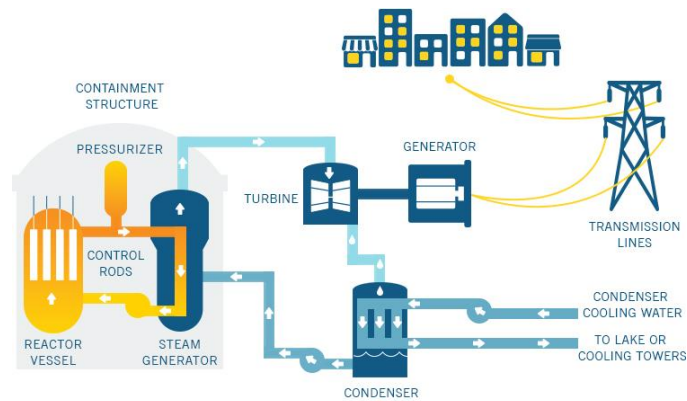 CONTAINMENT
STRUCTURE
PRESSURIZER
GENERATOR
TURBINE
TRANSMISSION
LINES
CONTROL
RODS
CONDENSER
COOLING WATER
REACTOR
VESSEL
STEAM
GENERATOR
TO LAKE OR
COOLING TOWERS
CONDENSER